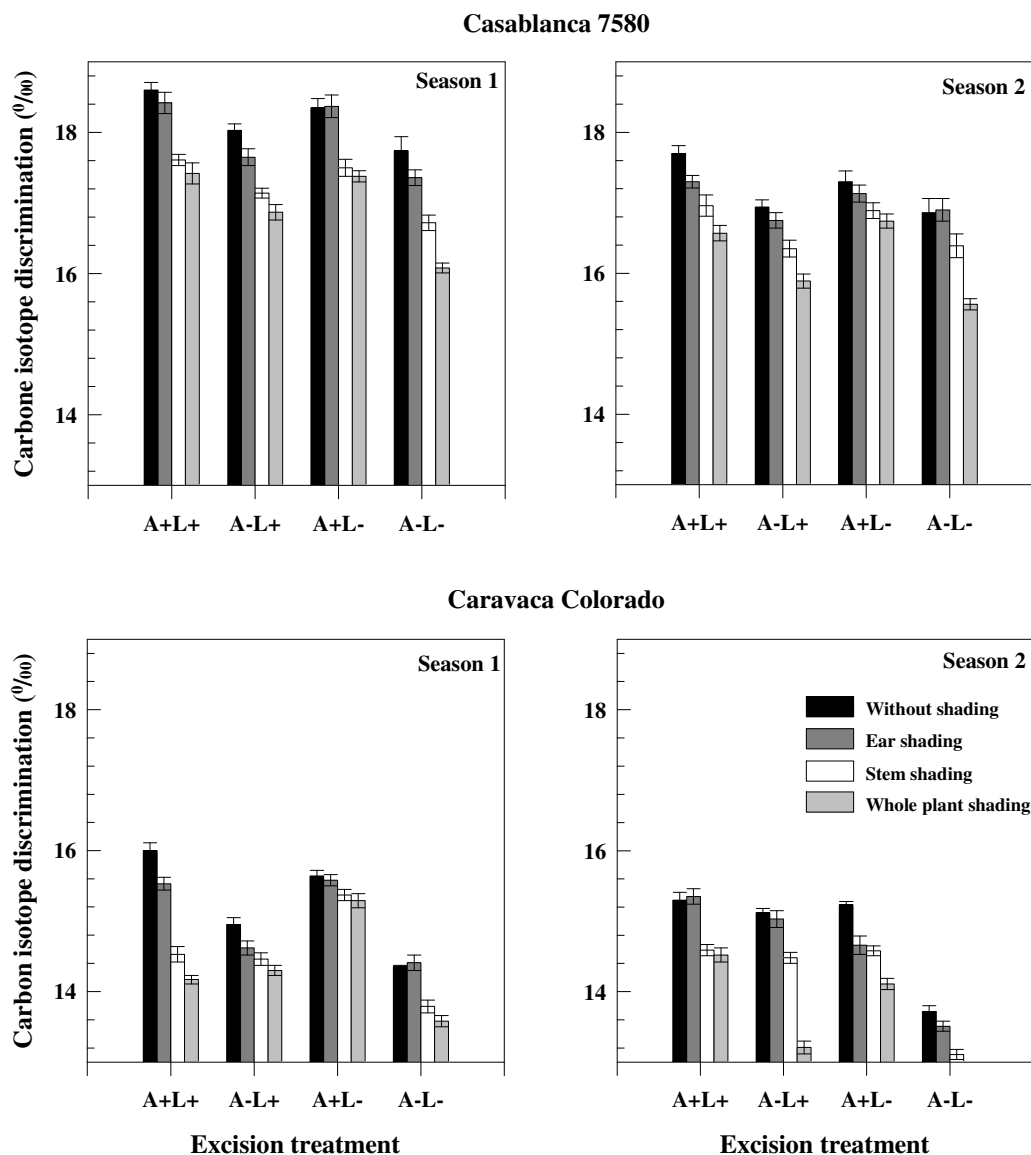 Casablanca 7580
Carbone isotope discrimination (0/00)
18
16
14
Season 1
A+L+ A-L+ A+L- A-L-
18
16
14
Season 2
A+L+ A-L+ A+L- A-L-
Caravaca Colorado
Carbon isotope discrimination (0/00)
18
16
14
Season 1
A+L+ A-L+ A+L- A-L-
Excision treatment
18
16
14
Season 2
Without shading
Ear shading
Stem shading
Whole plant shading
A+L+ A-L+ A+L- A-L-
Excision treatment